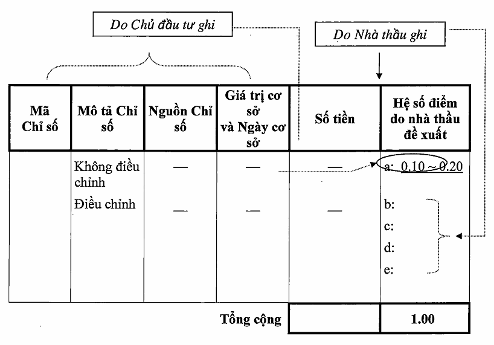 Do Chủ đầu tư ghi
Do Nhà thầu ghi
Mã
Chỉ số
Mô tả Chỉ
số
Nguồn Chỉ
số
Giá trị cơ
sở
và Ngày cơ
sở
Số tiền
Hệ số điểm
do nhà thầu
đề xuất
Không điều
chỉnh
—
—
—
a: 0,10 ~ 0.20
Điều chỉnh
—
—
—
b:
c:
d:
e:
Tổng cộng
1.00